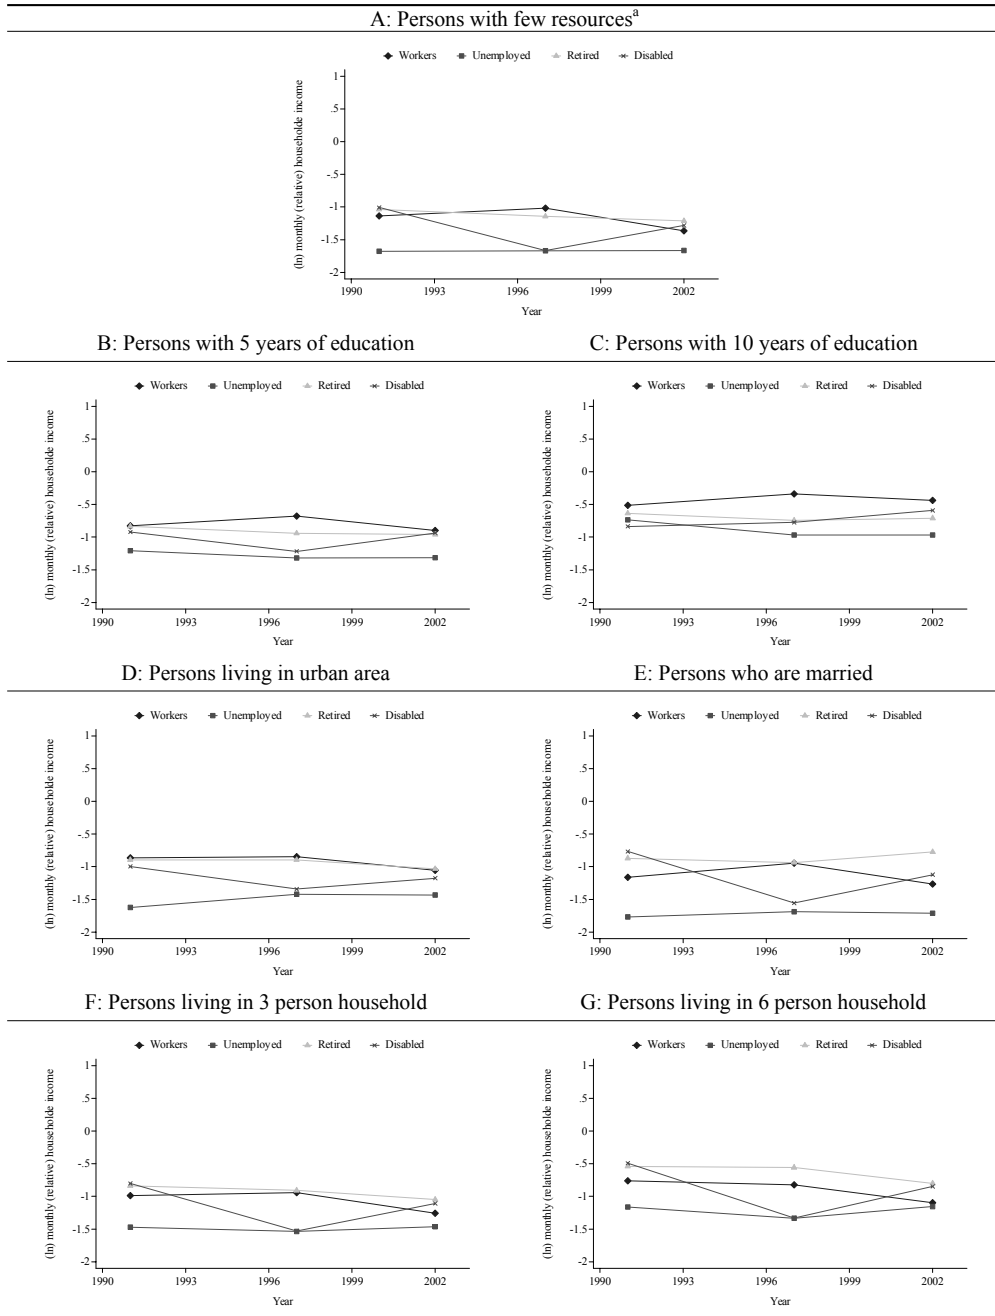 A: Persons with few resourcesa
Workers Unemployed Retired Disabled
(ln) monthly (relative) householde income
1
.5
0
-.5
-1
-1.5
-2
1990 1993 1996 1999 2002
Year
B: Persons with 5 years of education
Workers Unemployed Retired Disabled
(ln) monthly (relative) householde income
1
.5
0
-.5
-1
-1.5
-2
1990 1993 1996 1999 2002
Year
C: Persons with 10 years of education
Workers Unemployed Retired Disabled
(ln) monthly (relative) householde income
1
.5
0
-.5
-1
-1.5
-2
1990 1993 1996 1999 2002
Year
D: Persons living in urban area
Workers Unemployed Retired Disabled
(ln) monthly (relative) householde income
1
.5
0
-.5
-1
-1.5
-2
1990 1993 1996 1999 2002
Year
E: Persons who are married
Workers Unemployed Retired Disabled
(ln) monthly (relative) householde income
1
.5
0
-.5
-1
-1.5
-2
1990 1993 1996 1999 2002
Year
F: Persons living in 3 person household
Workers Unemployed Retired Disabled
(ln) monthly (relative) householde income
1
.5
0
-.5
-1
-1.5
-2
1990 1993 1996 1999 2002
Year
G: Persons living in 6 person household
Workers Unemployed Retired Disabled
(ln) monthly (relative) householde income
1
.5
0
-.5
-1
-1.5
-2
1990 1993 1996 1999 2002
Year